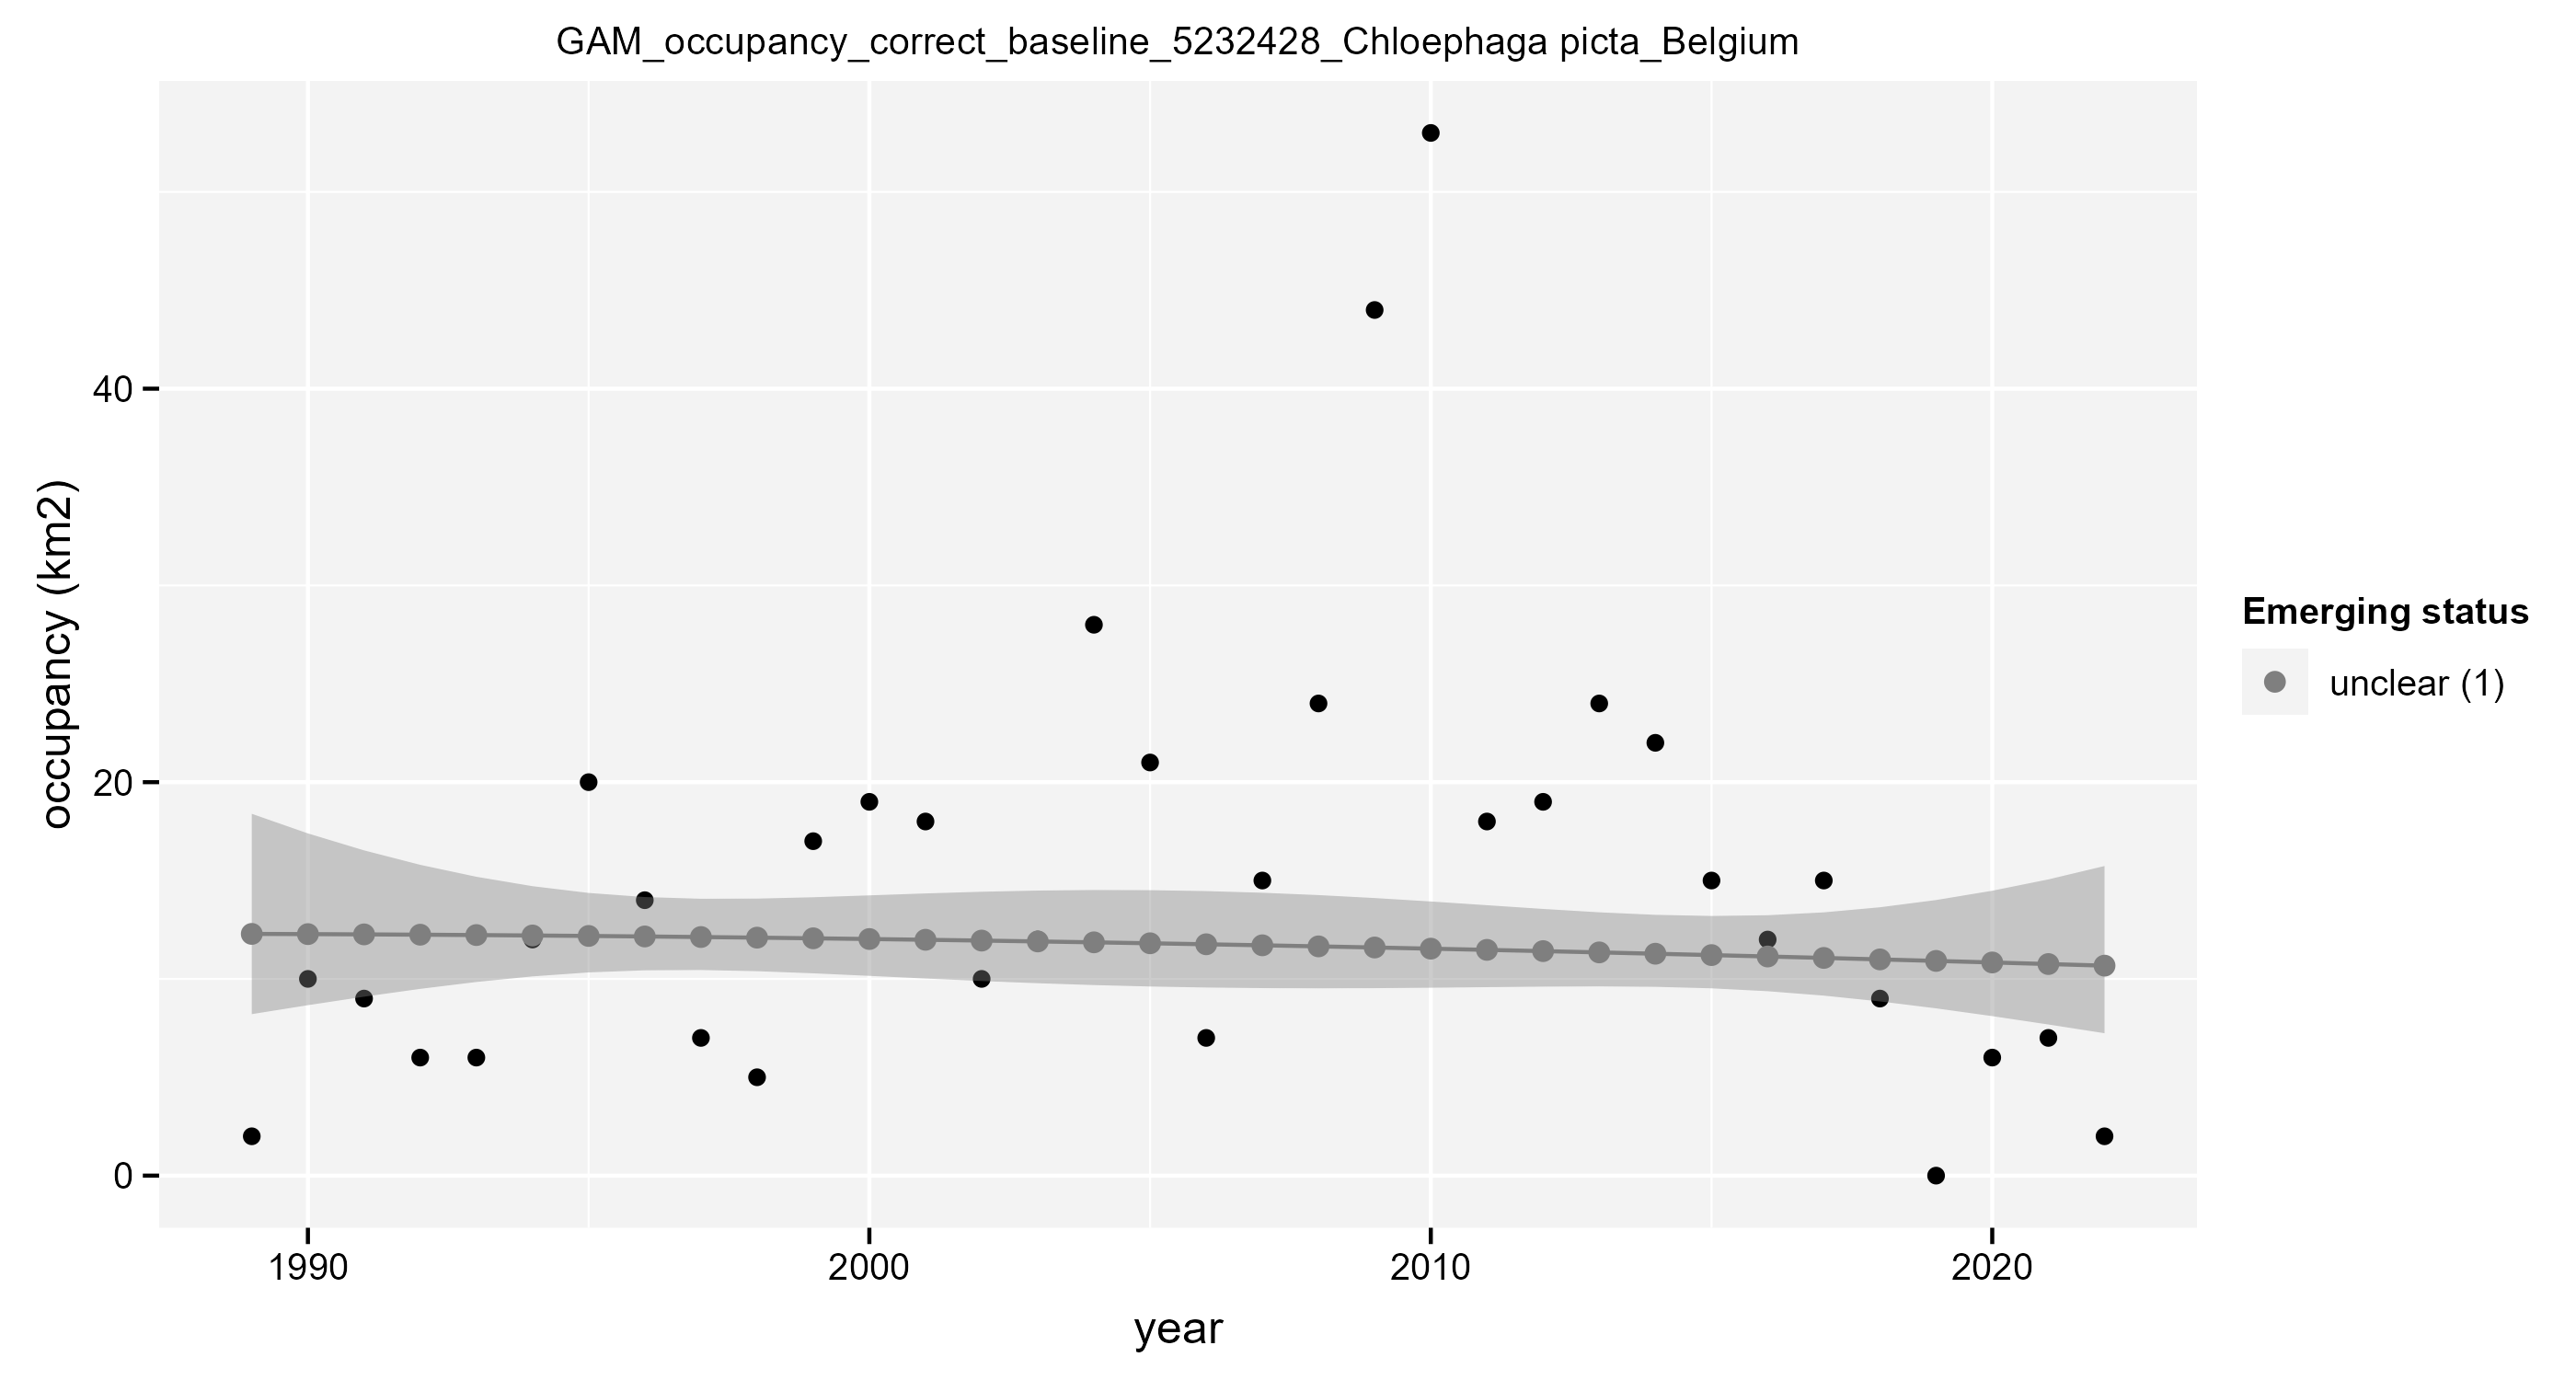 GAM_occupancy_correct_baseline_5232428_Chloephaga picta_Belgium
occupancy (km2)
40
20
0
1990 2000 2010 2020
year
Emerging status
unclear (1)